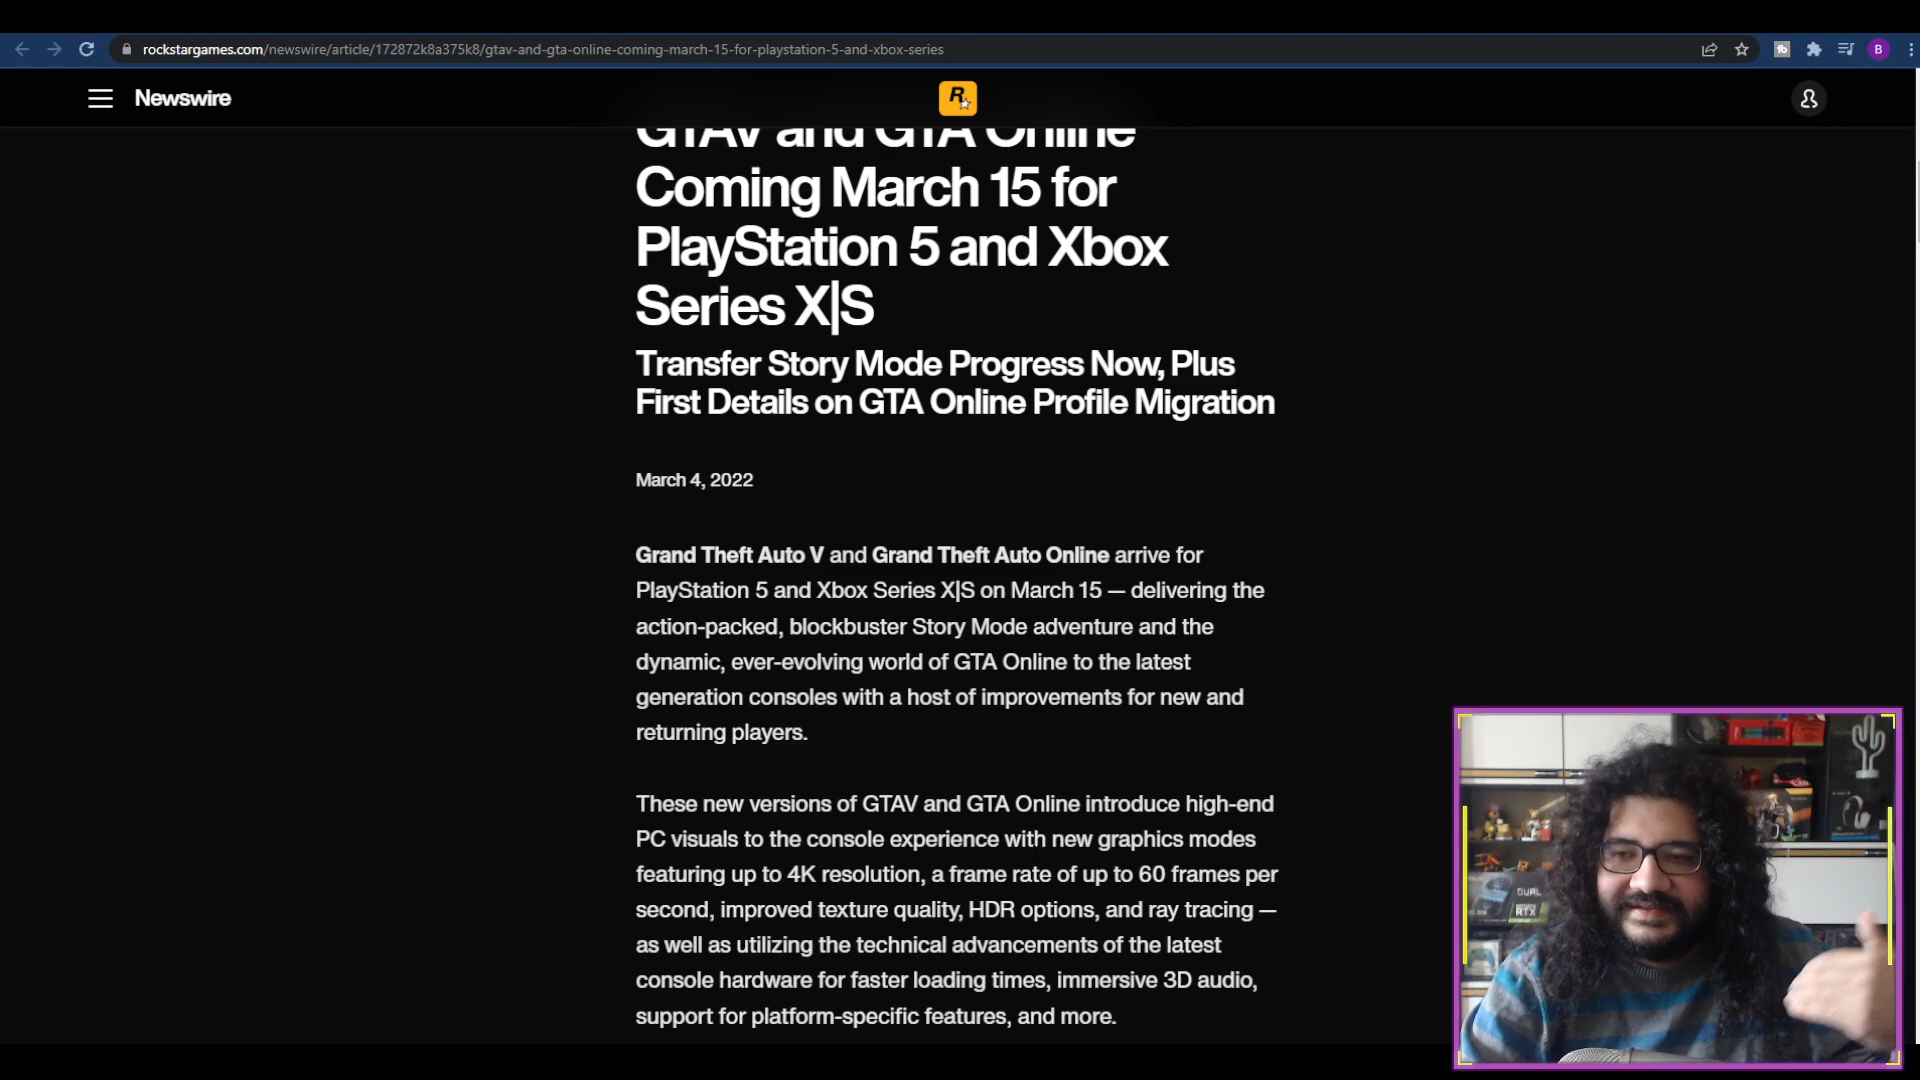 rockstargames.com/newswire/article/172872k8a375k8/gtav-and-gta-online-coming-march-15-for-playstation-5-and-xbox-series
B
Newswire
R
GTAV and GTA Online
Coming March 15 for
PlayStation 5 and Xbox
Series X|S
Transfer Story Mode Progress Now, Plus
First Details on GTA Online Profile Migration
March 4, 2022
Grand Theft Auto V and Grand Theft Auto Online arrive for
PlayStation 5 and Xbox Series X|S on March 15 — delivering the
action-packed, blockbuster Story Mode adventure and the
dynamic, ever-evolving world of GTA Online to the latest
generation consoles with a host of improvements for new and
returning players.
These new versions of GTAV and GTA Online introduce high-end
PC visuals to the console experience with new graphics modes
featuring up to 4K resolution, a frame rate of up to 60 frames per
second, improved texture quality, HDR options, and ray tracing —
as well as utilizing the technical advancements of the latest
console hardware for faster loading times, immersive 3D audio,
support for platform-specific features, and more.
DUAL
GEFORCE
RTX